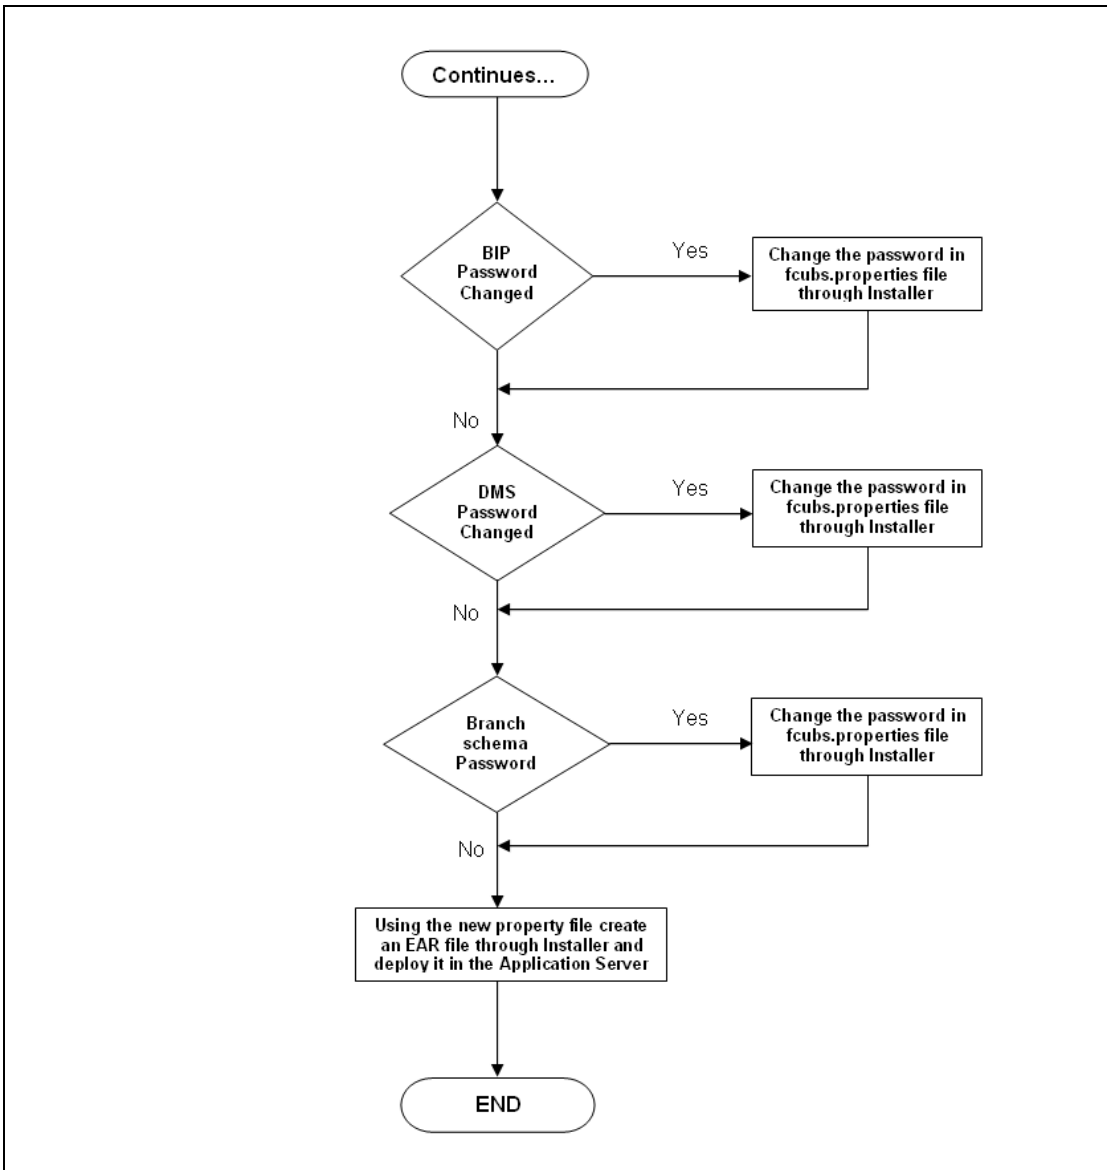 Continues...
BIP
Password
Changed
Yes
Change the password in
fcubs.properties file
through Installer
No
DMS
Password
Changed
Yes
Change the password in
fcubs.properties file
through Installer
No
Branch
schema
Password
Yes
Change the password in
fcubs.properties file
through Installer
No
Using the new property file create
an EAR file through Installer and
deploy it in the Application Server
END